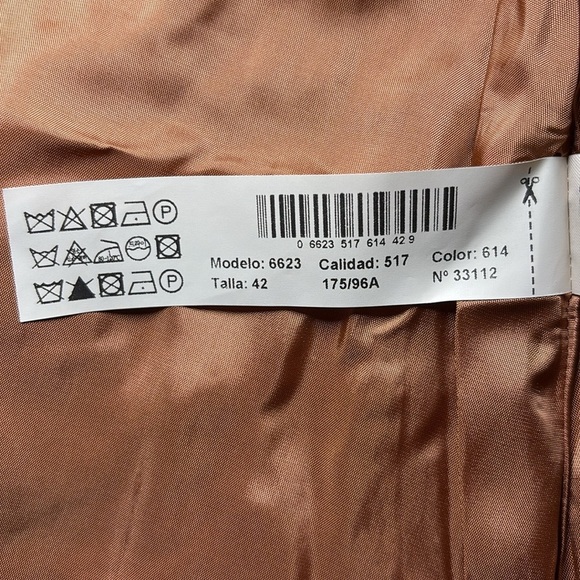 0 6623 517 614 42 9
Modelo: 6623 Calidad: 517 Color: 614
Talla: 42 175/96A Nº 33112
P
P